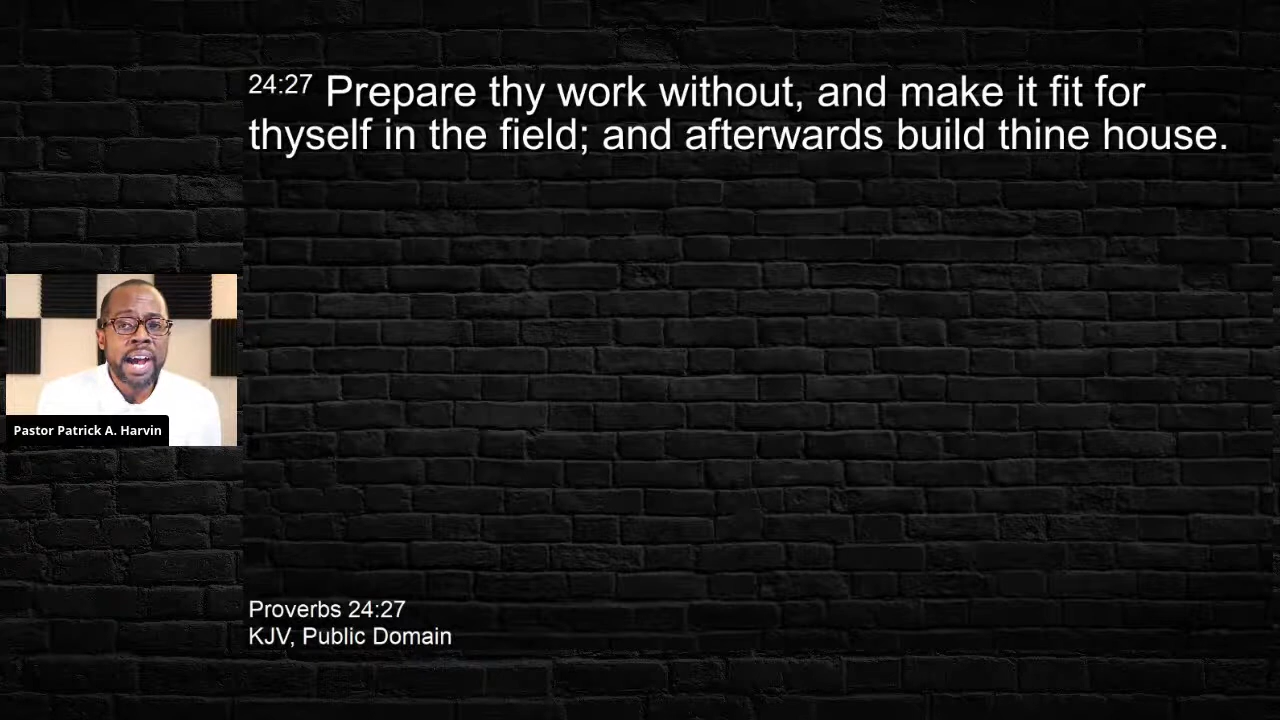 24:27 Prepare thy work without, and make it fit for
thyself in the field; and afterwards build thine house.
Pastor Patrick A. Harvin
Proverbs 24:27
KJV, Public Domain